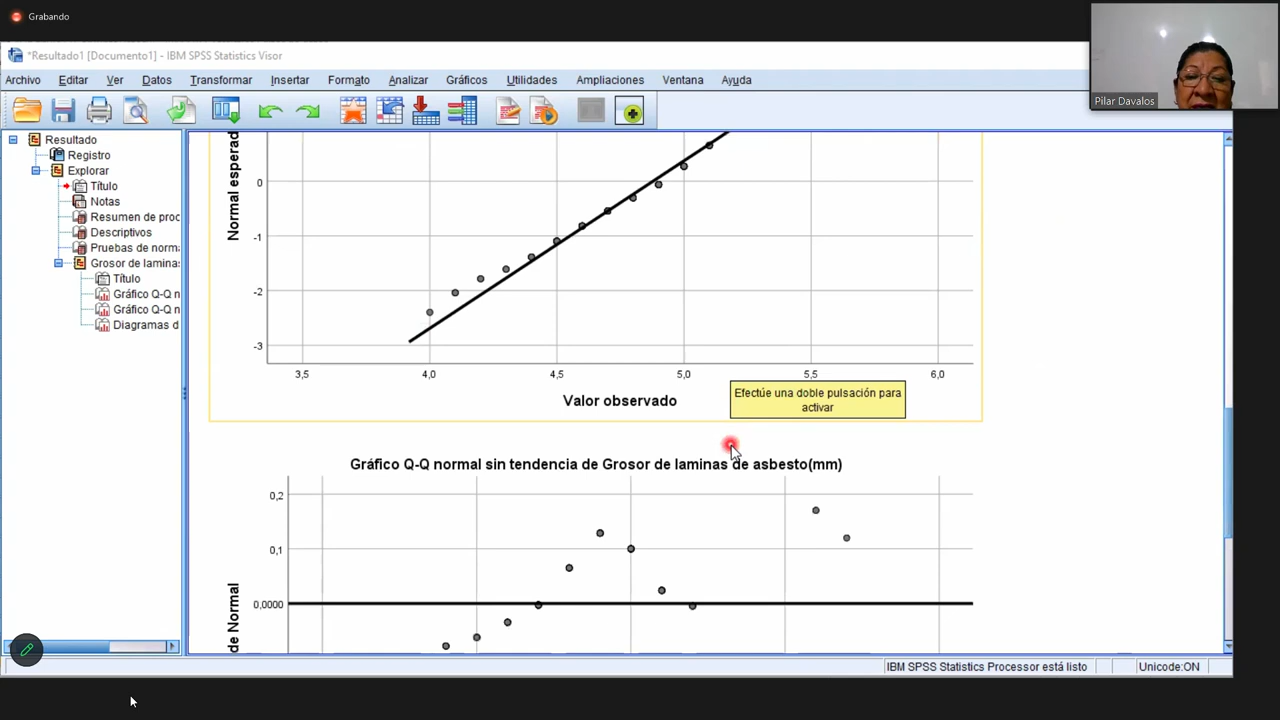 Grabando
*Resultado1 [Documento1] - IBM SPSS Statistics Visor
Archivo Editar Ver Datos Transformar Insertar Formato Analizar Gráficos Utilidades Ampliaciones Ventana Ayuda
Pilar Davalos
Resultado
Registro
Explorar
Título
Notas
Resumen de proc
Descriptivos
Pruebas de norma
Grosor de laminas
Título
Gráfico Q-Q n
Gráfico Q-Q n
Diagramas d
Normal esperad
0
-1
-2
-3
3,5 4,0 4,5 5,0 5,5 6,0
Valor observado
Efectúe una doble pulsación para
activar
Gráfico Q-Q normal sin tendencia de Grosor de laminas de asbesto(mm)
0,2
0,1
0,0000
de Normal
IBM SPSS Statistics Processor está listo Unicode:ON